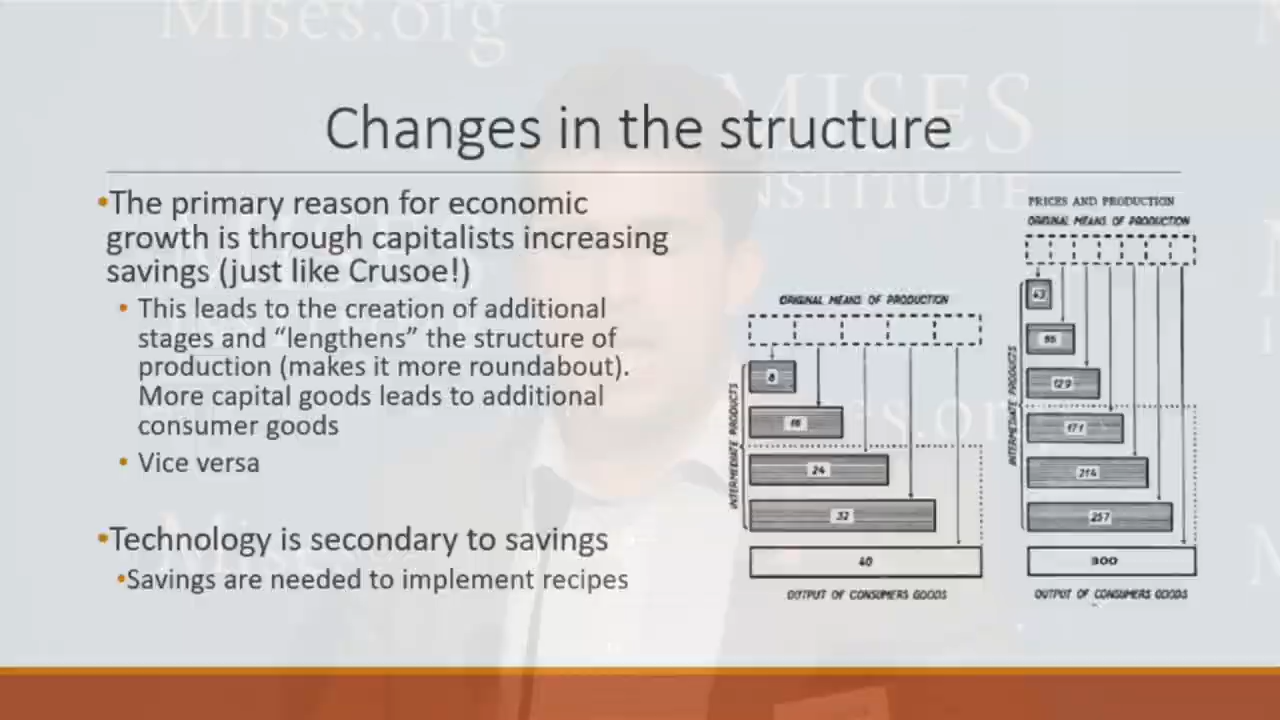 Mises.org
MISES
INSTITUTE
Changes in the structure
•The primary reason for economic
growth is through capitalists increasing
savings (just like Crusoe!)
• This leads to the creation of additional
stages and “lengthens” the structure of
production (makes it more roundabout).
More capital goods leads to additional
consumer goods
• Vice versa
•Technology is secondary to savings
•Savings are needed to implement recipes
ORIGINAL MEANS OF PRODUCTION
INTERMEDIATE PRODUCTS
8
16
24
32
40
OUTPUT OF CONSUMERS GOODS
PRICES AND PRODUCTION
ORIGINAL MEANS OF PRODUCTION
INTERMEDIATE PRODUCTS
43
129
171
214
257
300
OUTPUT OF CONSUMERS GOODS
Mises.org